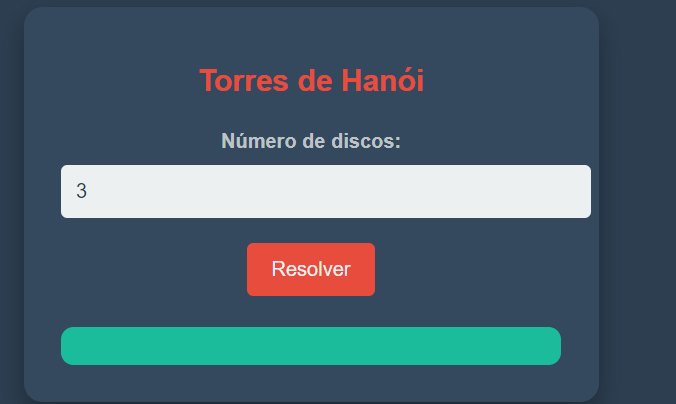 Torres de Hanói
Número de discos:
3
Resolver